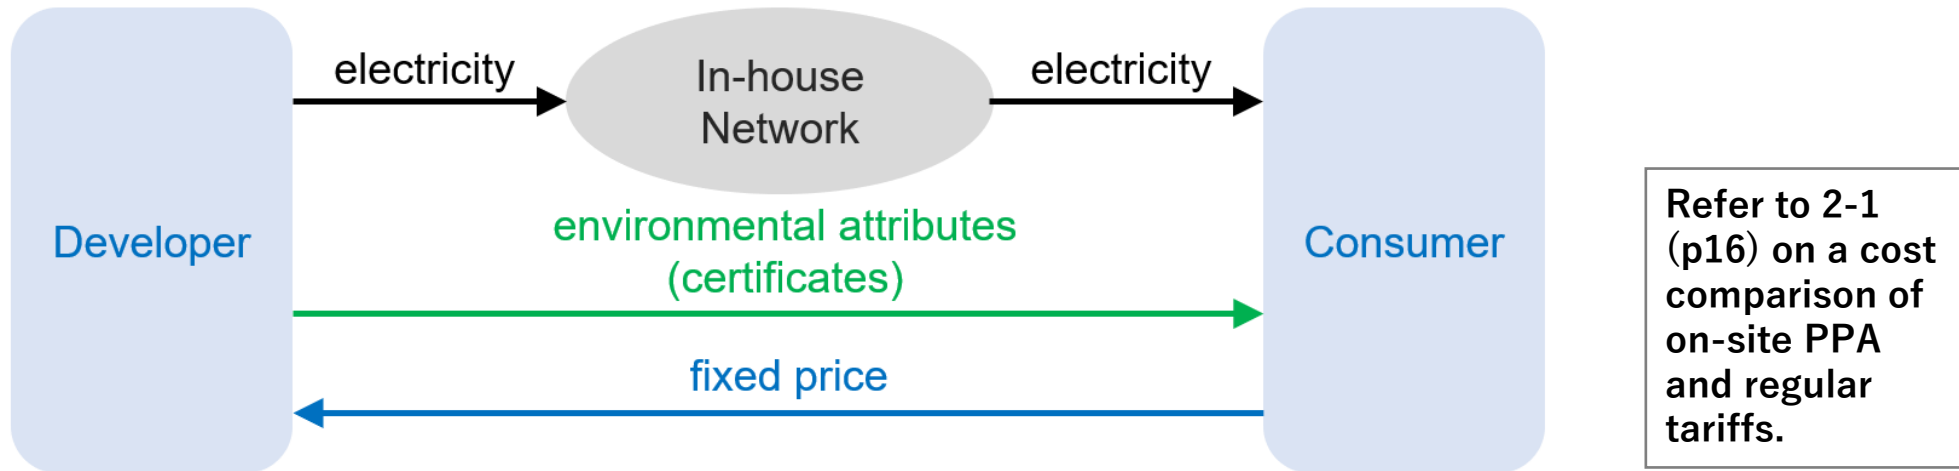 electricity
In-house
Network
electricity
Developer
environmental attributes
(certificates)
Consumer
fixed price
Refer to 2-1
(p16) on a cost
comparison of
on-site PPA
and regular
tariffs.